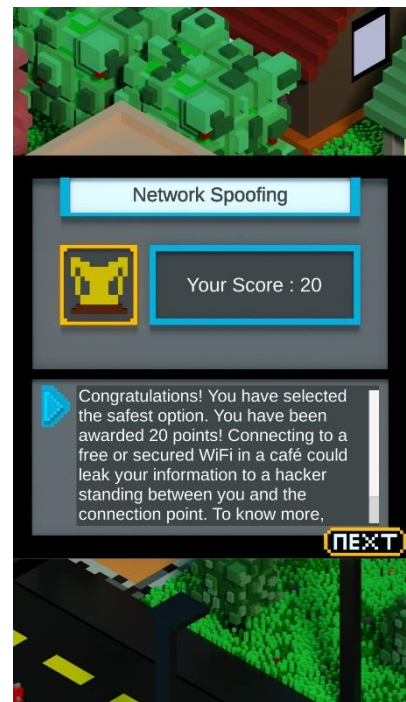 Network Spoofing
Your Score : 20
Congratulations! You have selected
the safest option. You have been
awarded 20 points! Connecting to a
free or secured WiFi in a café could
leak your information to a hacker
standing between you and the
connection point. To know more,
NEXT